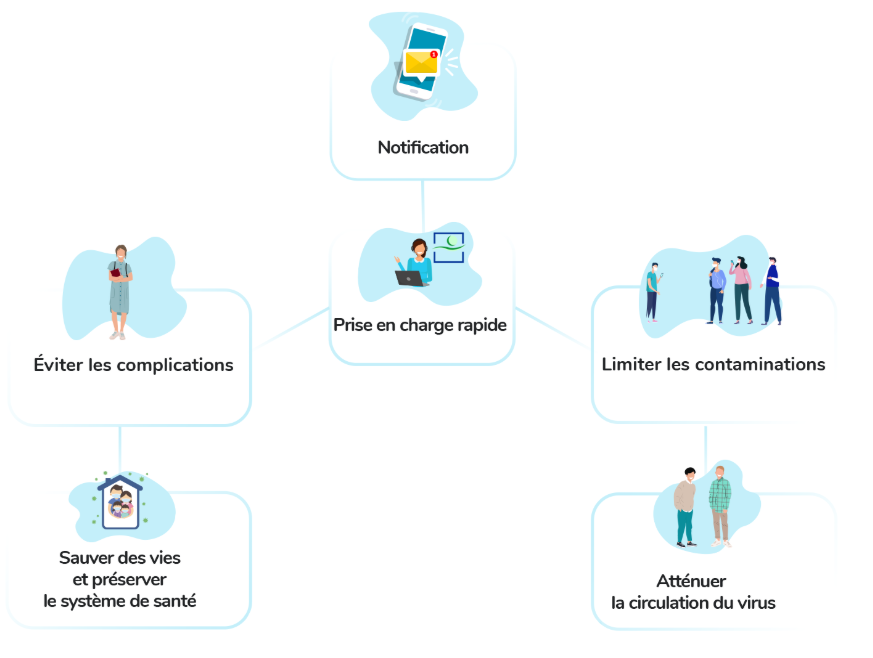 1
Notification
Prise en charge rapide
Éviter les complications
Limiter les contaminations
Sauver des vies
et préserver
le système de santé
Atténuer
la circulation du virus